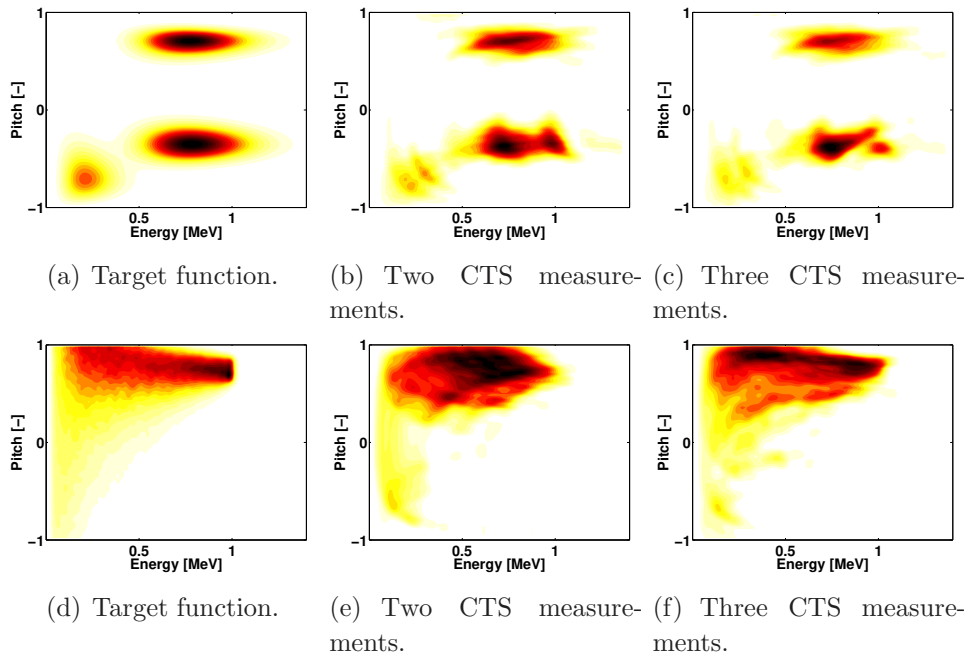 1
0
−1
Pitch [−]
0.5 1
Energy [MeV]
1
0
−1
Pitch [−]
0.5 1
Energy [MeV]
1
0
−1
Pitch [−]
0.5 1
Energy [MeV]
(a) Target function.
(b) Two CTS measure-
ments.
(c) Three CTS measure-
ments.
1
0
−1
Pitch [−]
0.5 1
Energy [MeV]
1
0
−1
Pitch [−]
0.5 1
Energy [MeV]
1
0
−1
Pitch [−]
0.5 1
Energy [MeV]
(d) Target function.
(e) Two CTS measure-
ments.
(f) Three CTS measure-
ments.